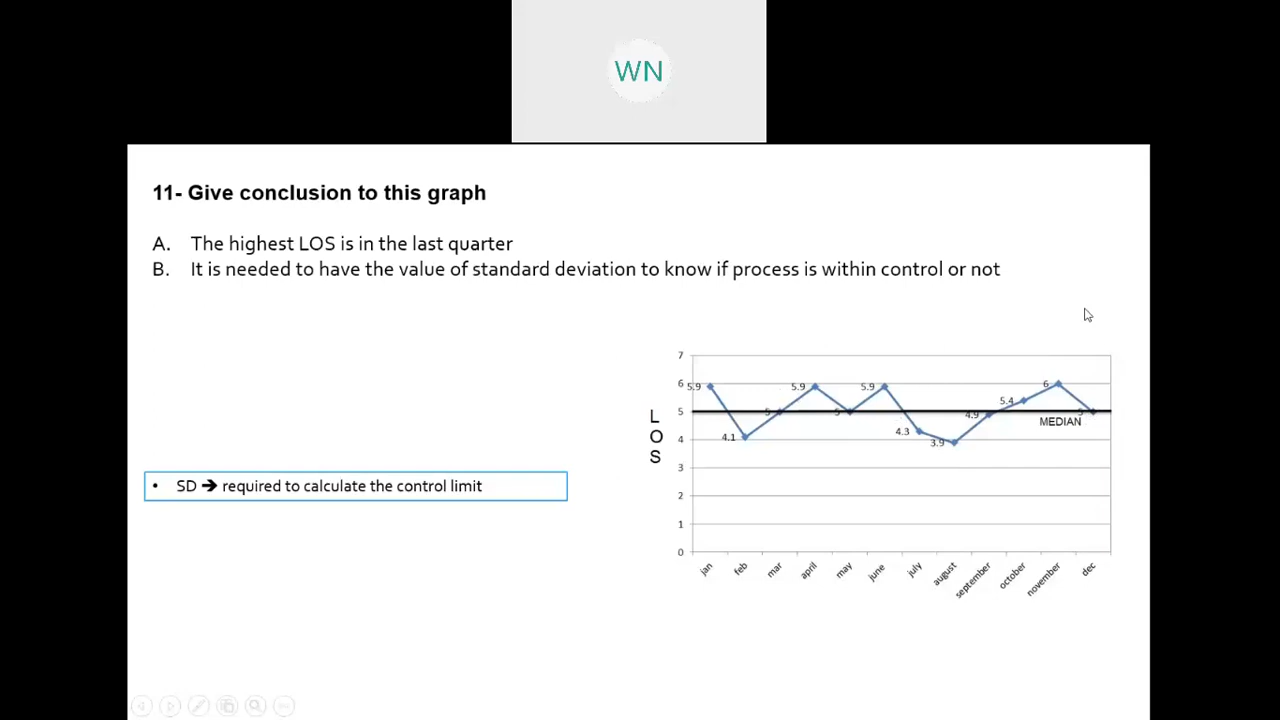 WN
11- Give conclusion to this graph
A. The highest LOS is in the last quarter
B. It is needed to have the value of standard deviation to know if process is within control or not
• SD → required to calculate the control limit
L
O
S
7
6
5
4
3
2
1
0
5.9
4.1
5
5.9
5
5.9
4.3
3.9
4.9
5.4
6
5
MEDIAN
jan
feb
mar
april
may
june
july
august
september
october
november
dec